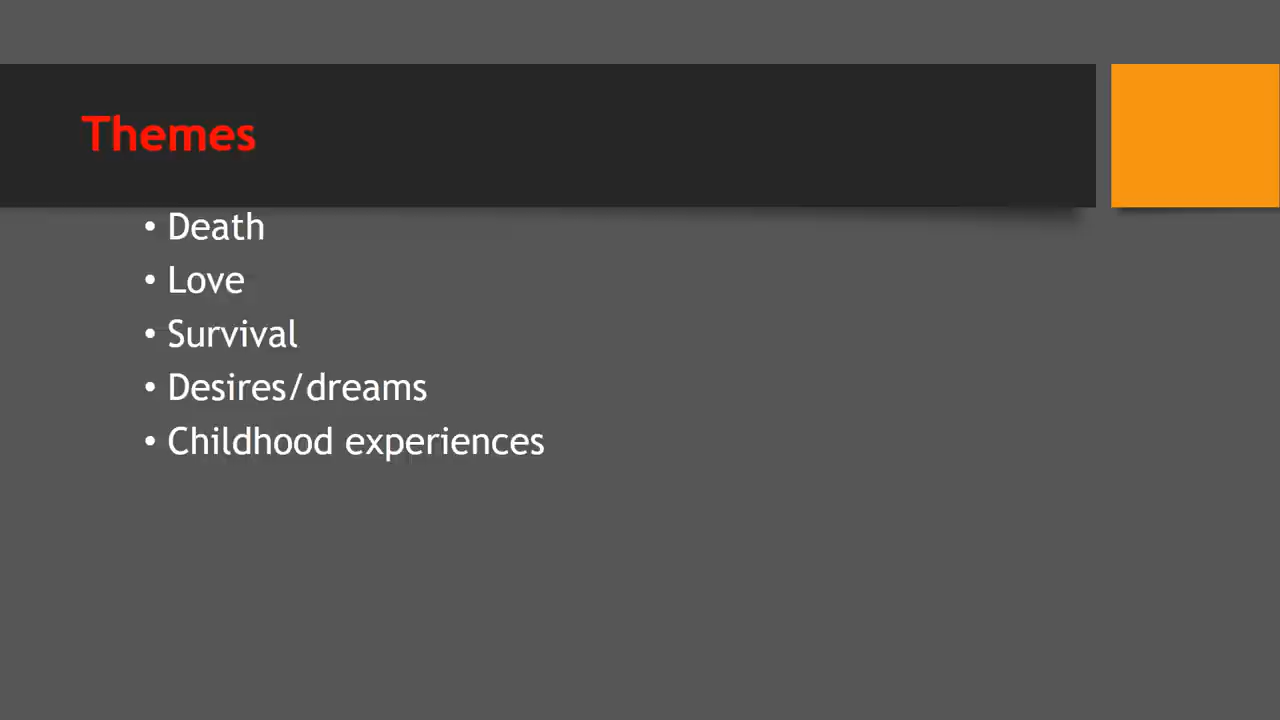 Themes
• Death
• Love
• Survival
• Desires/dreams
• Childhood experiences